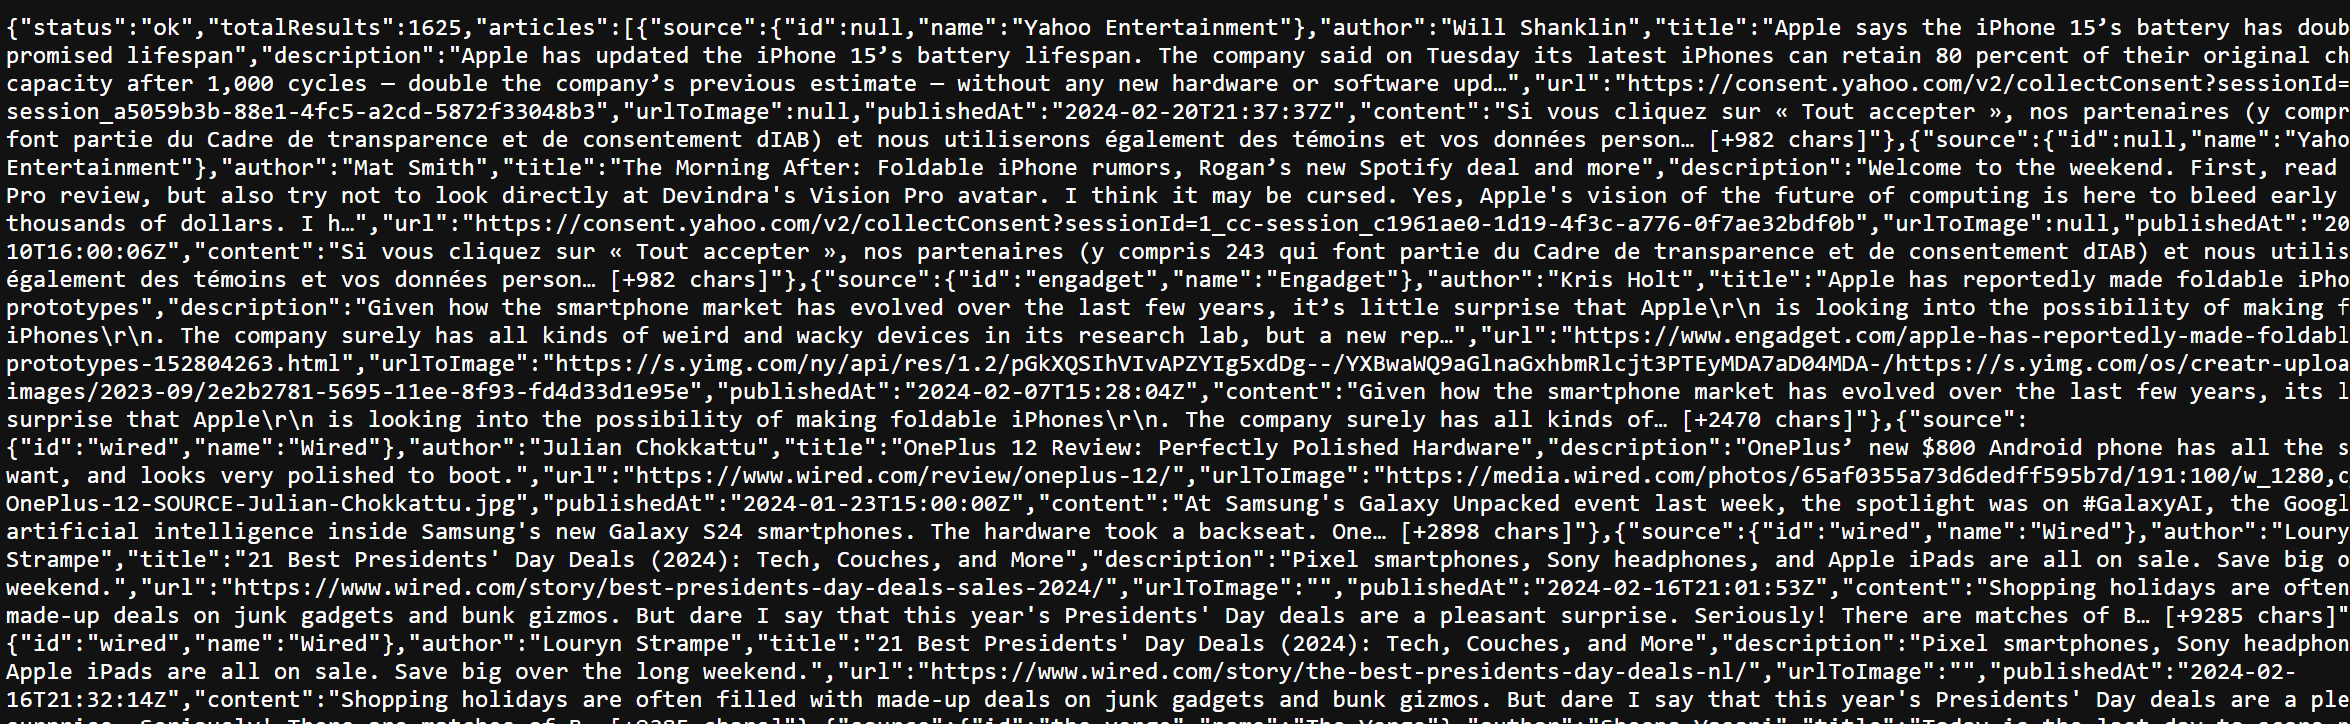 {"status":"ok","totalResults":1625,"articles":[{"source":{"id":null,"name":"Yahoo Entertainment"},"author":"Will Shanklin","title":"Apple says the iPhone 15’s battery has doub
promised lifespan","description":"Apple has updated the iPhone 15’s battery lifespan. The company said on Tuesday its latest iPhones can retain 80 percent of their original ch
capacity after 1,000 cycles — double the company’s previous estimate — without any new hardware or software upd…","url":"https://consent.yahoo.com/v2/collectConsent?sessionId=
session_a5059b3b-88e1-4fc5-a2cd-5872f33048b3","urlToImage":null,"publishedAt":"2024-02-20T21:37:37Z","content":"Si vous cliquez sur « Tout accepter », nos partenaires (y compr
font partie du Cadre de transparence et de consentement dIAB) et nous utiliserons également des témoins et vos données person… [+982 chars]"},{"source":{"id":null,"name":"Yaho
Entertainment"},"author":"Mat Smith","title":"The Morning After: Foldable iPhone rumors, Rogan’s new Spotify deal and more","description":"Welcome to the weekend. First, read
Pro review, but also try not to look directly at Devindra's Vision Pro avatar. I think it may be cursed. Yes, Apple's vision of the future of computing is here to bleed early
thousands of dollars. I h…","url":"https://consent.yahoo.com/v2/collectConsent?sessionId=1_cc-session_c1961ae0-1d19-4f3c-a776-0f7ae32bdf0b","urlToImage":null,"publishedAt":"20
10T16:00:06Z","content":"Si vous cliquez sur « Tout accepter », nos partenaires (y compris 243 qui font partie du Cadre de transparence et de consentement dIAB) et nous utilis
également des témoins et vos données person… [+982 chars]"},{"source":{"id":"engadget","name":"Engadget"},"author":"Kris Holt","title":"Apple has reportedly made foldable iPho
prototypes","description":"Given how the smartphone market has evolved over the last few years, it’s little surprise that Apple\r\n is looking into the possibility of making f
iPhones\r\n. The company surely has all kinds of weird and wacky devices in its research lab, but a new rep…","url":"https://www.engadget.com/apple-has-reportedly-made-foldabl
prototypes-152804263.html","urlToImage":"https://s.yimg.com/ny/api/res/1.2/pGkXQSIhVIvAPZYIg5xdDg--/YXBwaWQ9aGlnaGxhbmRlcjt3PTEyMDA7aD04MDA-/https://s.yimg.com/os/creatr-uploa
images/2023-09/2e2b2781-5695-11ee-8f93-fd4d33d1e95e","publishedAt":"2024-02-07T15:28:04Z","content":"Given how the smartphone market has evolved over the last few years, its l
surprise that Apple\r\n is looking into the possibility of making foldable iPhones\r\n. The company surely has all kinds of… [+2470 chars]"},{"source":
{"id":"wired","name":"Wired"},"author":"Julian Chokkattu","title":"OnePlus 12 Review: Perfectly Polished Hardware","description":"OnePlus’ new $800 Android phone has all the s
want, and looks very polished to boot.","url":"https://www.wired.com/review/oneplus-12/","urlToImage":"https://media.wired.com/photos/65af0355a73d6dedff595b7d/191:100/w_1280,c
OnePlus-12-SOURCE-Julian-Chokkattu.jpg","publishedAt":"2024-01-23T15:00:00Z","content":"At Samsung's Galaxy Unpacked event last week, the spotlight was on #GalaxyAI, the Googl
artificial intelligence inside Samsung's new Galaxy S24 smartphones. The hardware took a backseat. One… [+2898 chars]"},{"source":{"id":"wired","name":"Wired"},"author":"Loury
Strampe","title":"21 Best Presidents' Day Deals (2024): Tech, Couches, and More","description":"Pixel smartphones, Sony headphones, and Apple iPads are all on sale. Save big o
weekend.","url":"https://www.wired.com/story/best-presidents-day-deals-sales-2024/","urlToImage":"","publishedAt":"2024-02-16T21:01:53Z","content":"Shopping holidays are often
made-up deals on junk gadgets and bunk gizmos. But dare I say that this year's Presidents' Day deals are a pleasant surprise. Seriously! There are matches of B… [+9285 chars]"
{"id":"wired","name":"Wired"},"author":"Louryn Strampe","title":"21 Best Presidents' Day Deals (2024): Tech, Couches, and More","description":"Pixel smartphones, Sony headphon
Apple iPads are all on sale. Save big over the long weekend.","url":"https://www.wired.com/story/the-best-presidents-day-deals-nl/","urlToImage":"","publishedAt":"2024-02-
16T21:32:14Z","content":"Shopping holidays are often filled with made-up deals on junk gadgets and bunk gizmos. But dare I say that this year's Presidents' Day deals are a ple